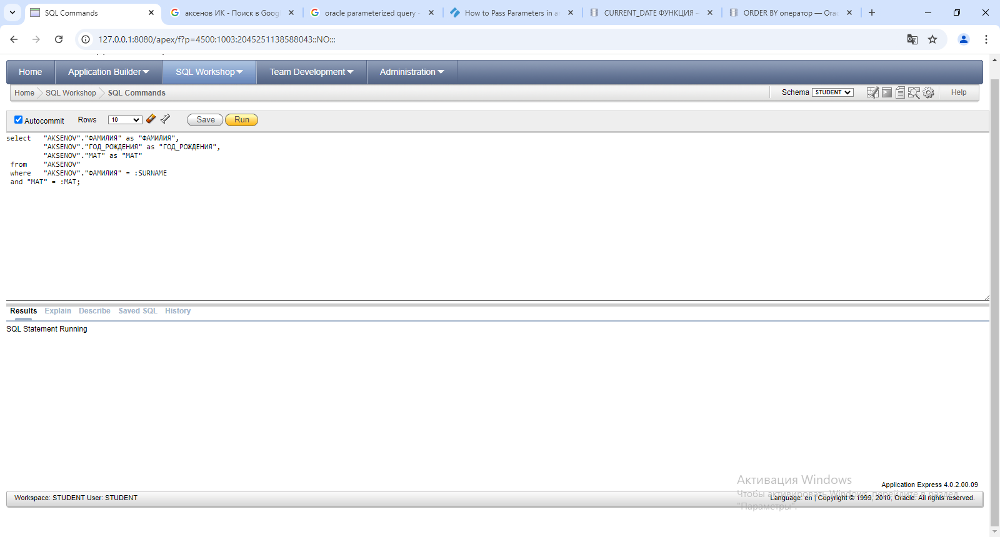 SQL Commands
аксенов ИК - Поиск в Goog
oracle parameterized query -
How to Pass Parameters in a
CURRENT_DATE ФУНКЦИЯ -
ORDER BY оператор — Orac
127.0.0.1:8080/apex/f?p=4500:1003:2045251138588043::NO:::
Home
Application Builder
SQL Workshop
Team Development
Administration
Home
SQL Workshop
SQL Commands
Schema
STUDENT
Help
Autocommit
Rows
10
Save
Run
select "AKSENOV"."ФАМИЛИЯ" as "ФАМИЛИЯ",
"AKSENOV"."ГОД_РОЖДЕНИЯ" as "ГОД_РОЖДЕНИЯ",
"AKSENOV"."МАТ" as "МАТ"
from "AKSENOV"
where "AKSENOV"."ФАМИЛИЯ" = :SURNAME
and "МАТ" = :MAT;
Results
Explain
Describe
Saved SQL
History
SQL Statement Running
Активация Windows
Чтобы активировать Windows, перейдите в раздел
"Параметры".
Application Express 4.0.2.00.09
Workspace: STUDENT User: STUDENT
Language: en | Copyright © 1999, 2010, Oracle. All rights reserved.